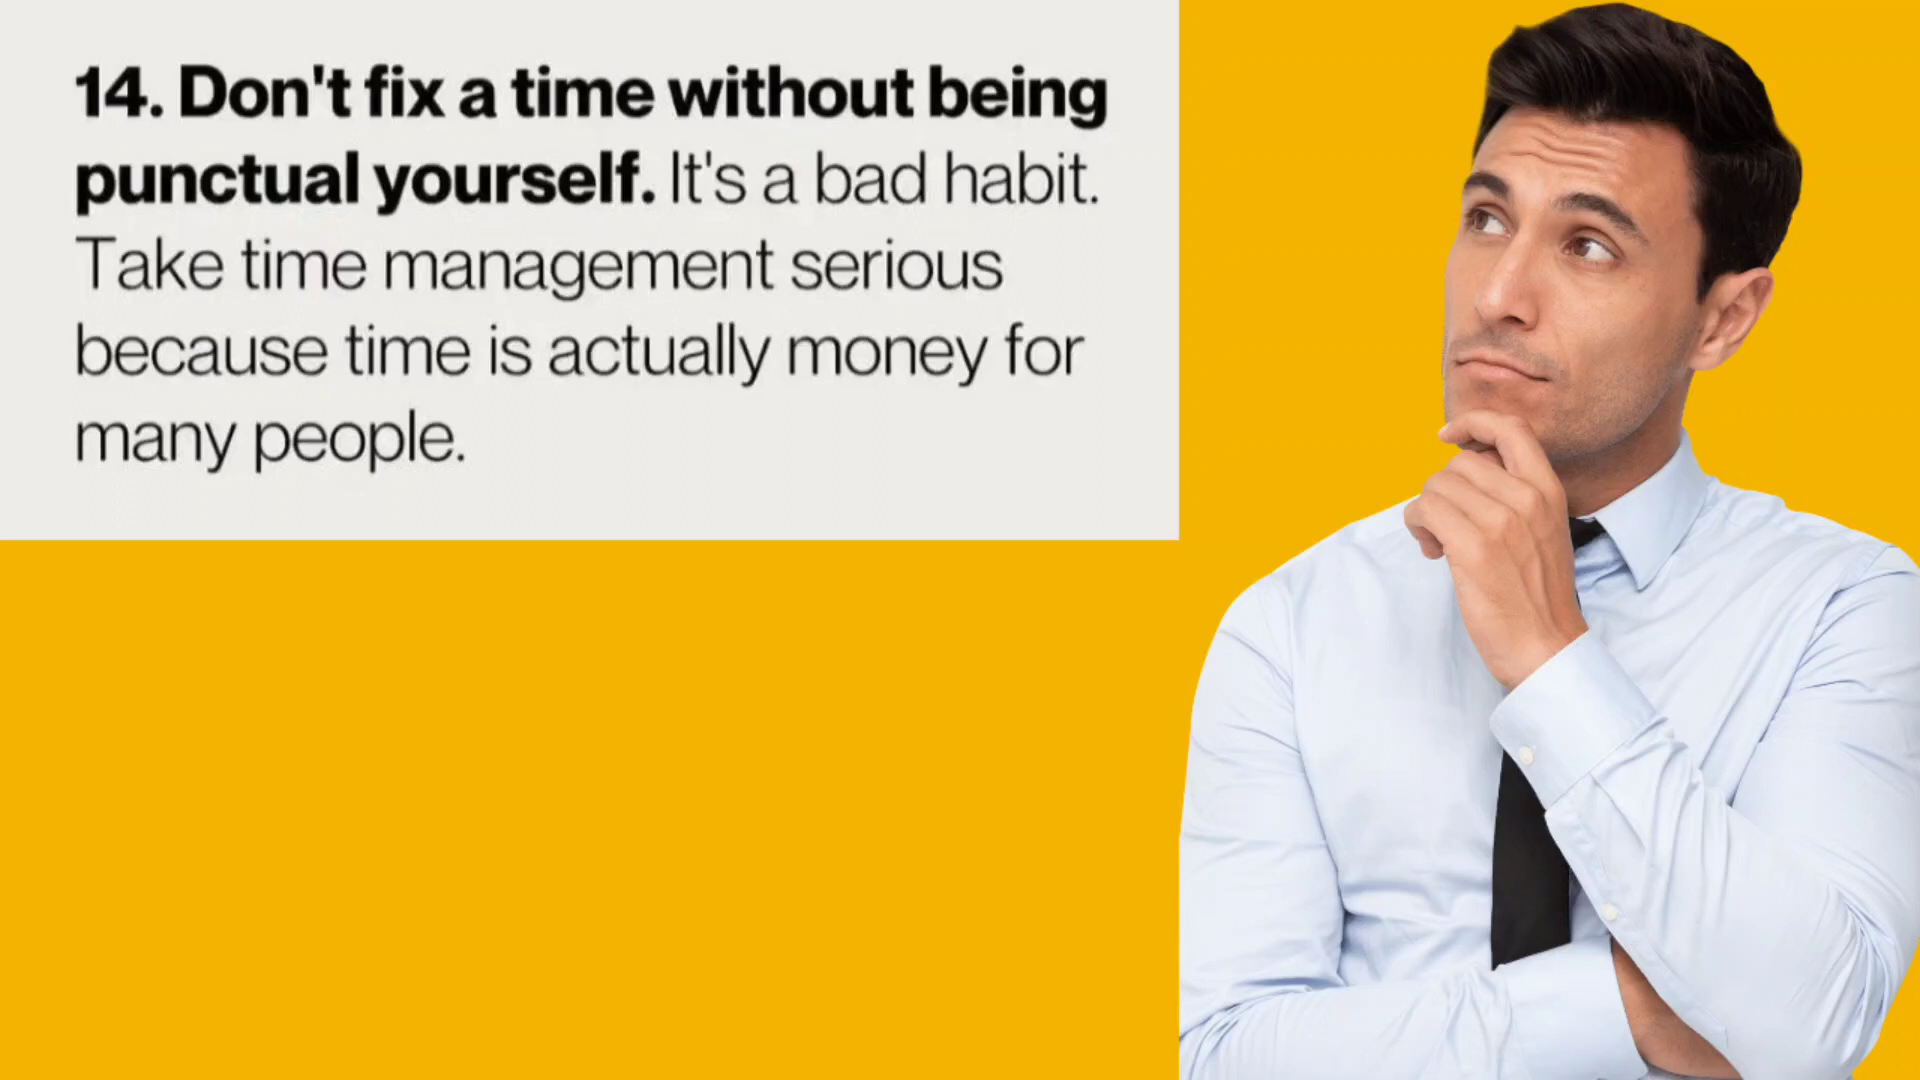 14. Don't fix a time without being
punctual yourself. It's a bad habit.
Take time management serious
because time is actually money for
many people.